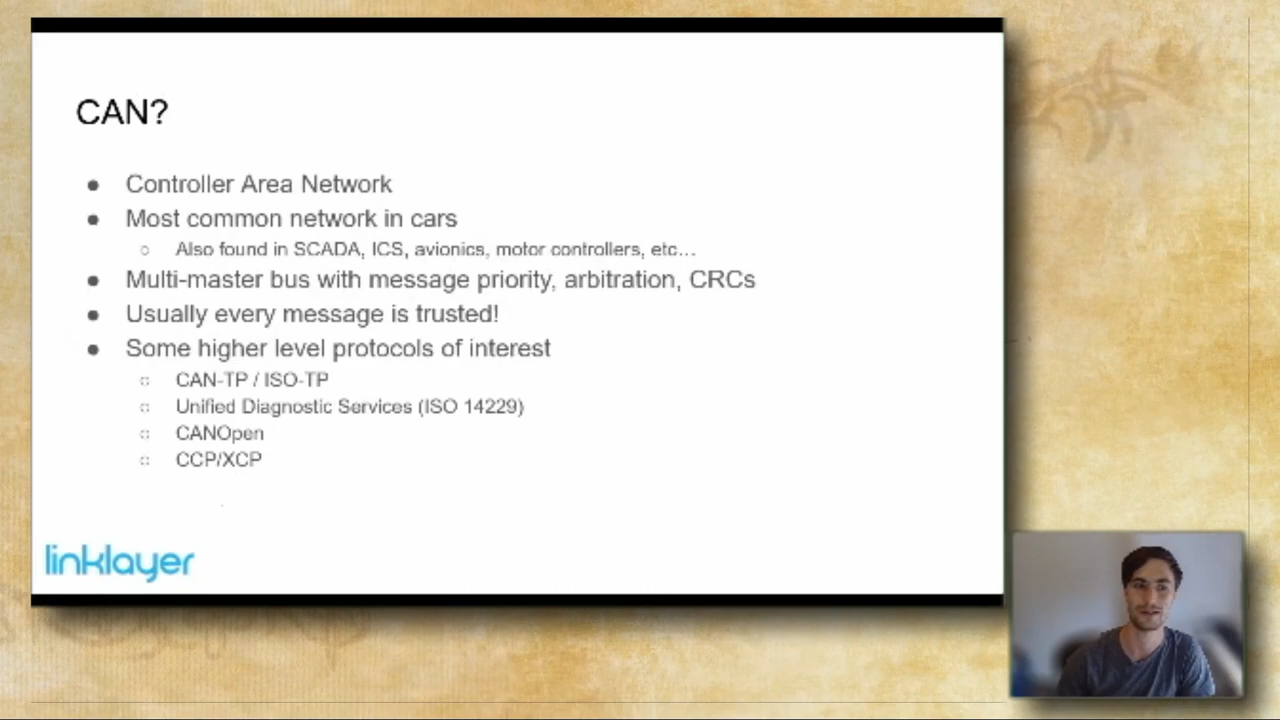 CAN?
● Controller Area Network
● Most common network in cars
○ Also found in SCADA, ICS, avionics, motor controllers, etc...
● Multi-master bus with message priority, arbitration, CRCs
● Usually every message is trusted!
● Some higher level protocols of interest
○ CAN-TP / ISO-TP
○ Unified Diagnostic Services (ISO 14229)
○ CANOpen
○ CCP/XCP
linklayer